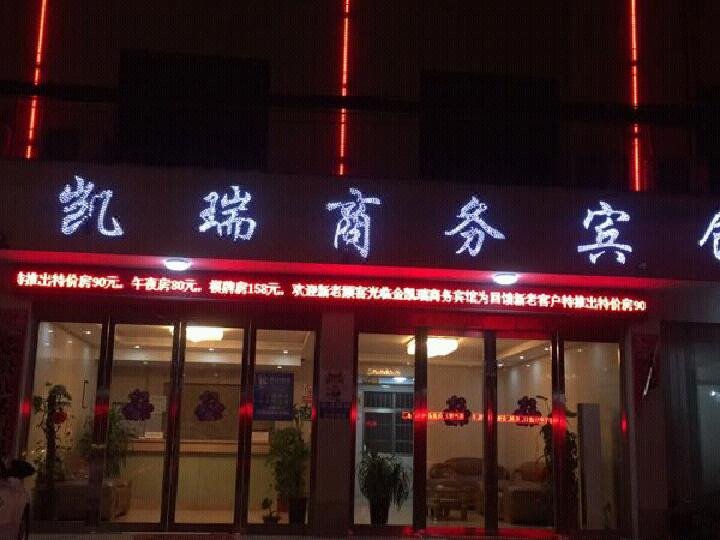 凯瑞商务宾
特推出特价房90元，午夜房80元，棋牌房158元，欢迎新老顾客光临金凯瑞商务宾馆为回馈新老客户特推出特价房90